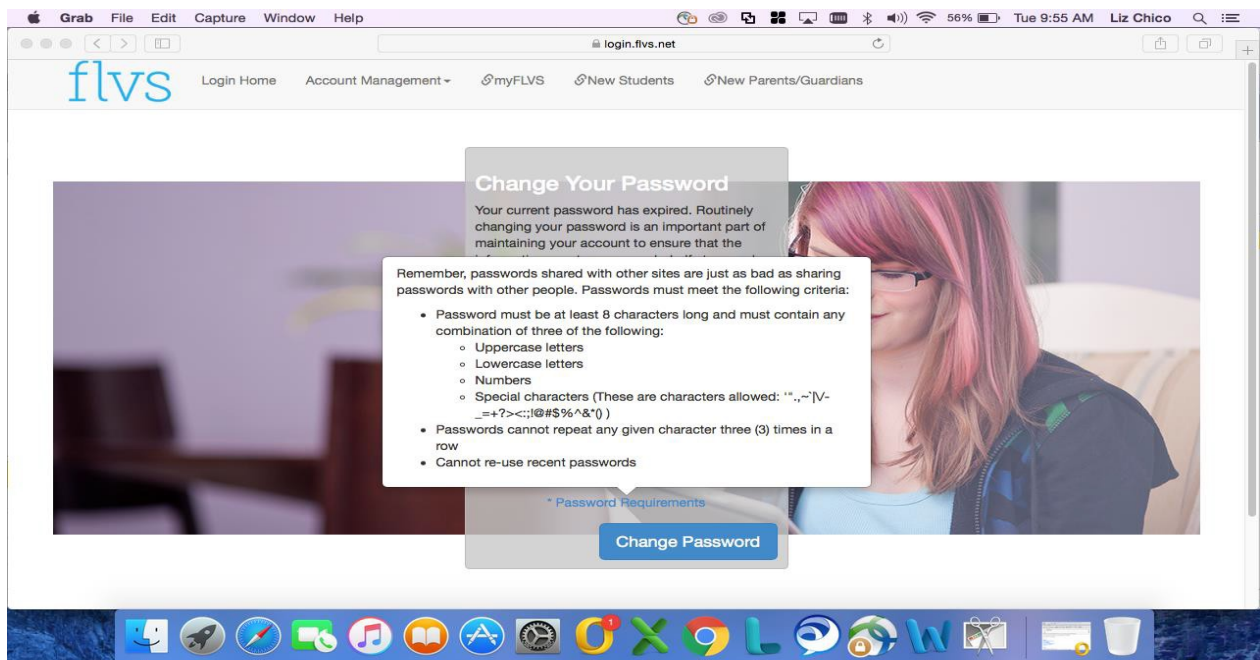 Grab File Edit Capture Window Help 56% Tue 9:55 AM Liz Chico
login.flvs.net
flvs Login Home Account Management myFLVS New Students New Parents/Guardians
Change Your Password
Your current password has expired. Routinely
changing your password is an important part of
maintaining your account to ensure that the
Remember, passwords shared with other sites are just as bad as sharing
passwords with other people. Passwords must meet the following criteria:
• Password must be at least 8 characters long and must contain any
combination of three of the following:
◦ Uppercase letters
◦ Lowercase letters
◦ Numbers
◦ Special characters (These are characters allowed: '".,~`|\/-
_=+?><:;!@#$%^&*() )
• Passwords cannot repeat any given character three (3) times in a
row
• Cannot re-use recent passwords
* Password Requirements
Change Password
1